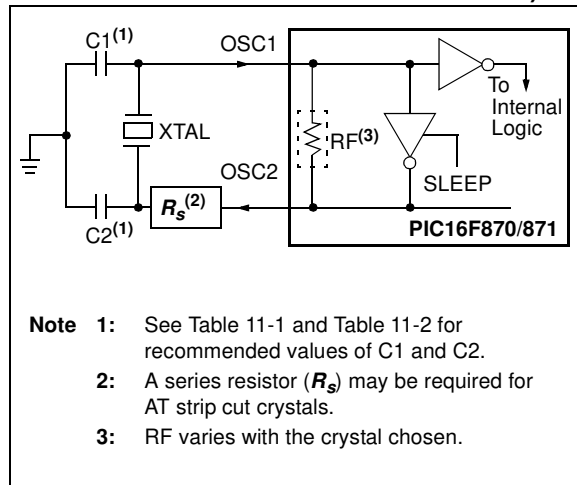 C1(1)
OSC1
To
Internal
Logic
XTAL
RF(3)
OSC2
SLEEP
Rs(2)
C2(1)
PIC16F870/871
Note 1: See Table 11-1 and Table 11-2 for
recommended values of C1 and C2.
2: A series resistor (Rs) may be required for
AT strip cut crystals.
3: RF varies with the crystal chosen.